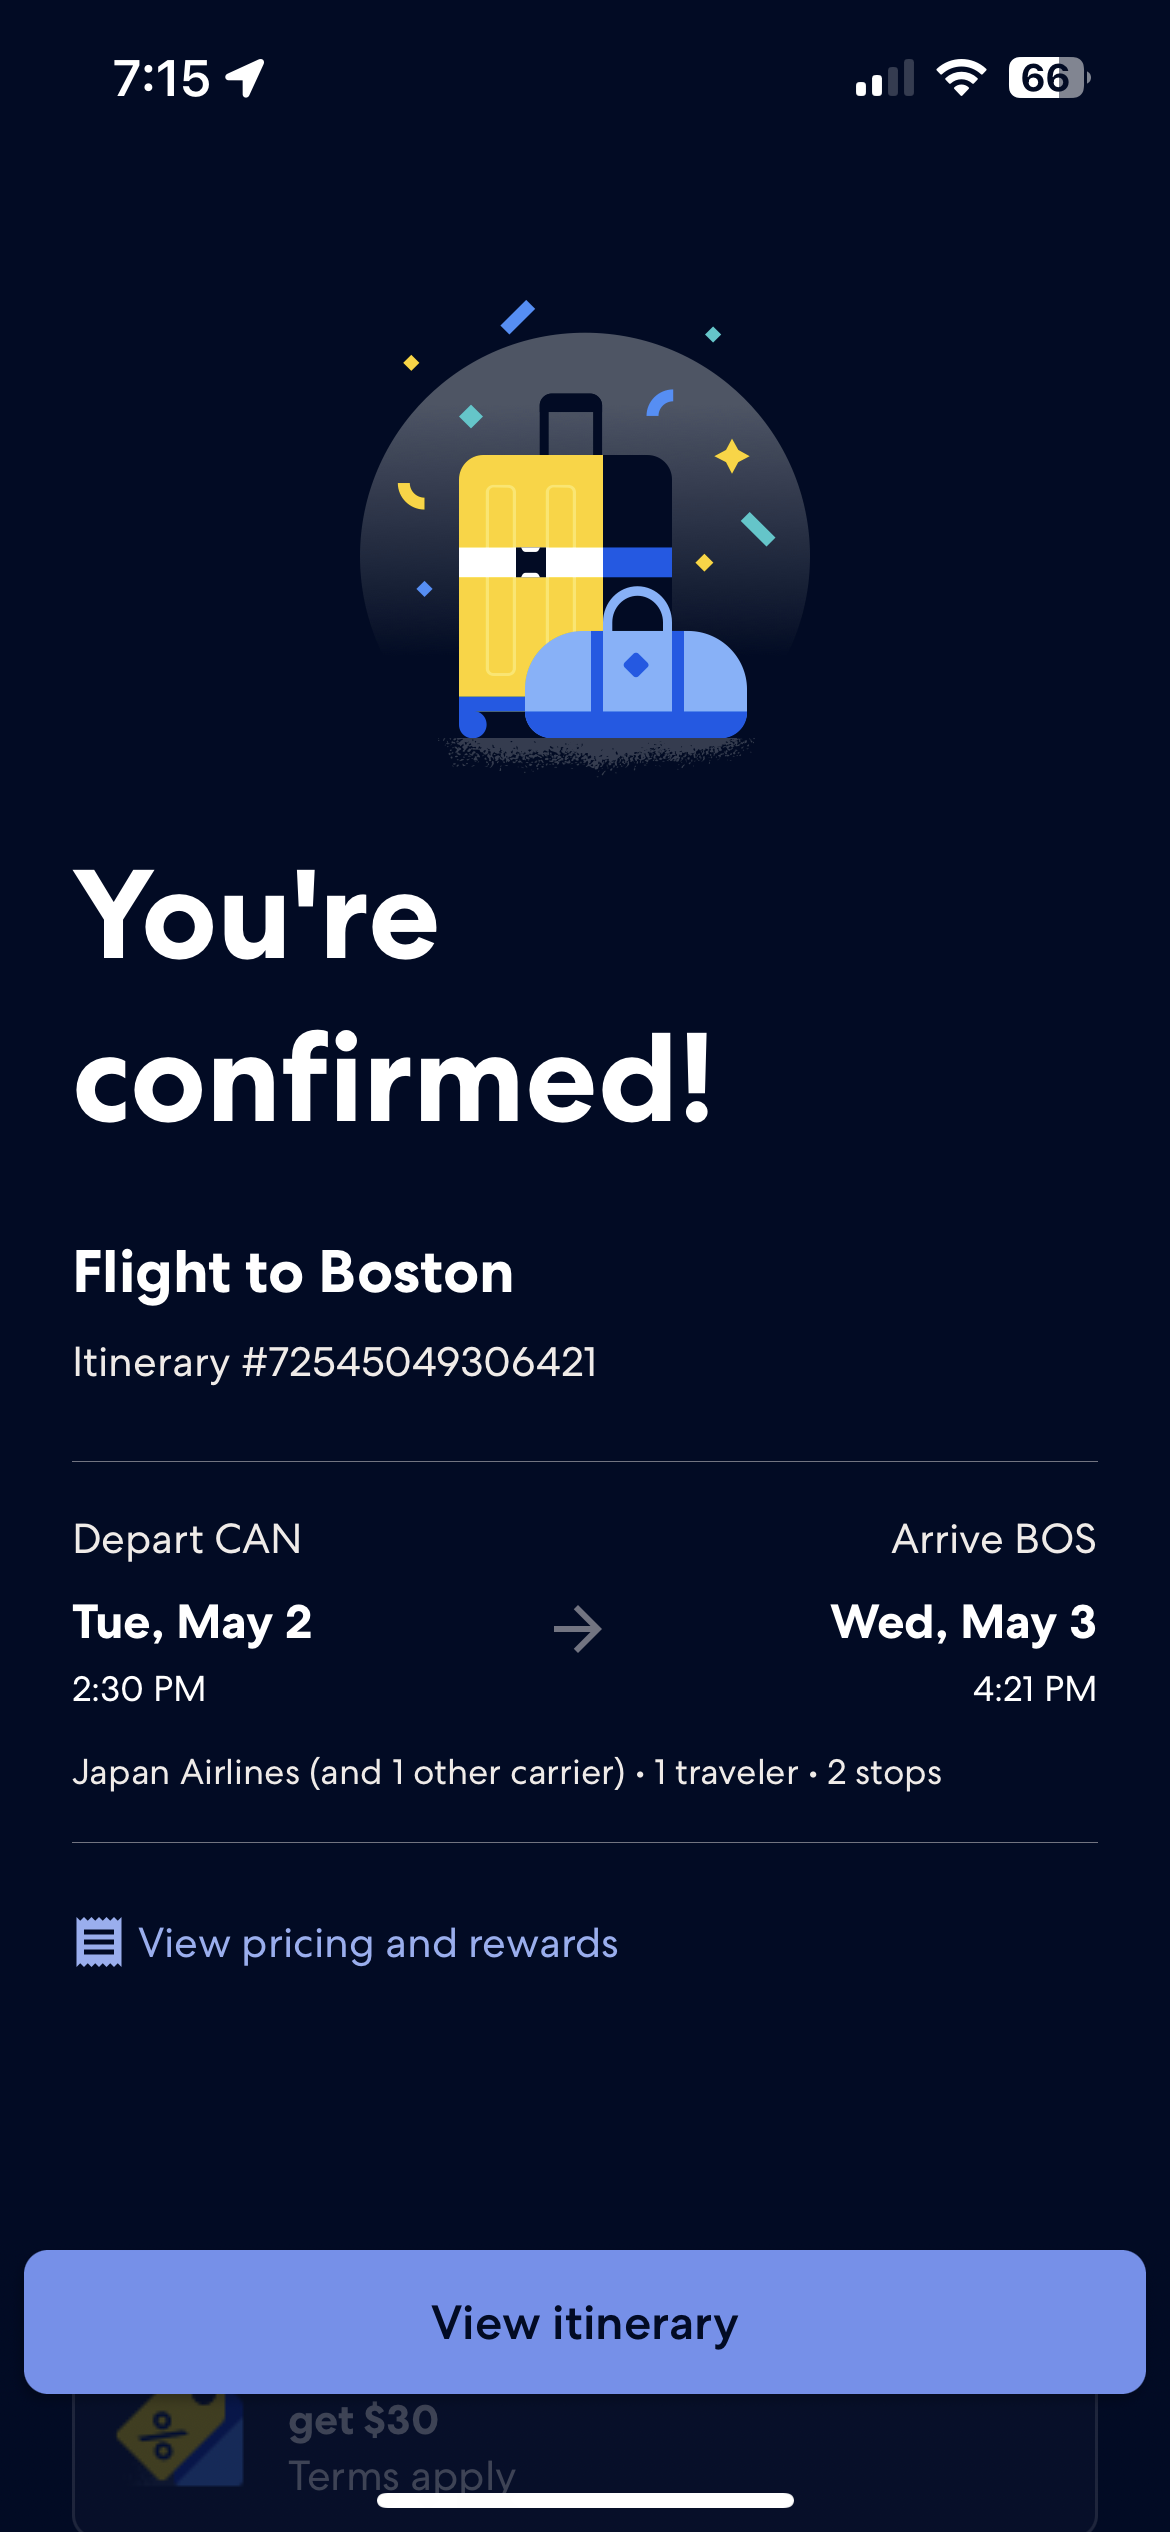 7:15
66
You're
confirmed!
Flight to Boston
Itinerary #72545049306421
Depart CAN
Arrive BOS
Tue, May 2
Wed, May 3
2:30 PM
4:21 PM
Japan Airlines (and 1 other carrier) • 1 traveler • 2 stops
View pricing and rewards
View itinerary
%
get $30
Terms apply